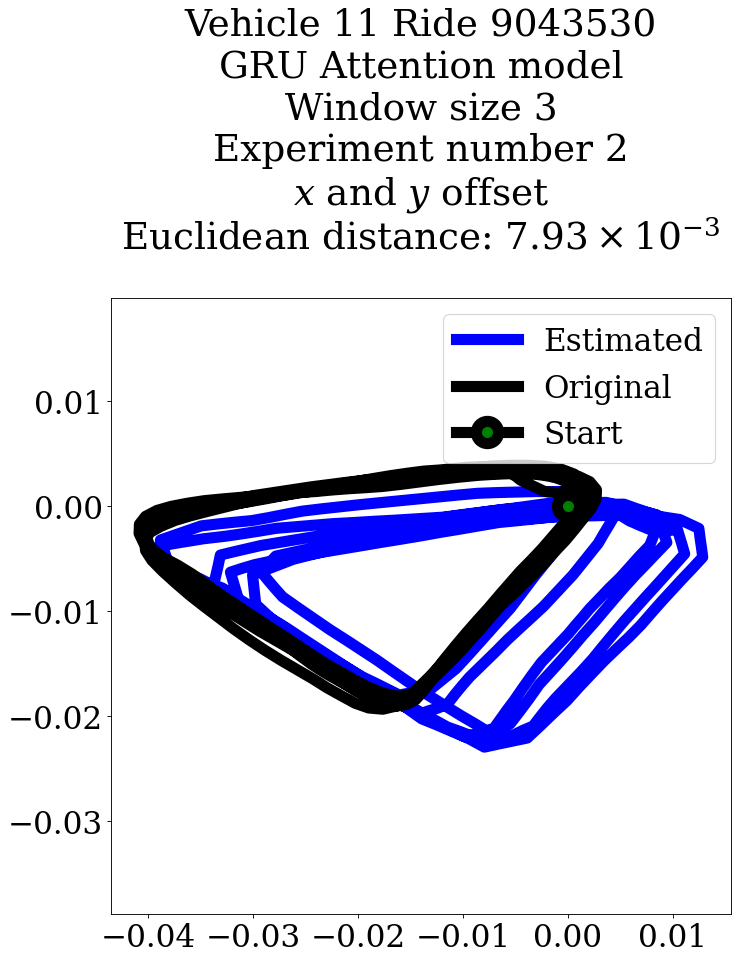 Vehicle 11 Ride 9043530
GRU Attention model
Window size 3
Experiment number 2
x and y offset
Euclidean distance: 7.93 × 10⁻³
Estimated
Original
Start
0.01
0.00
−0.01
−0.02
−0.03
−0.04 −0.03 −0.02 −0.01 0.00 0.01